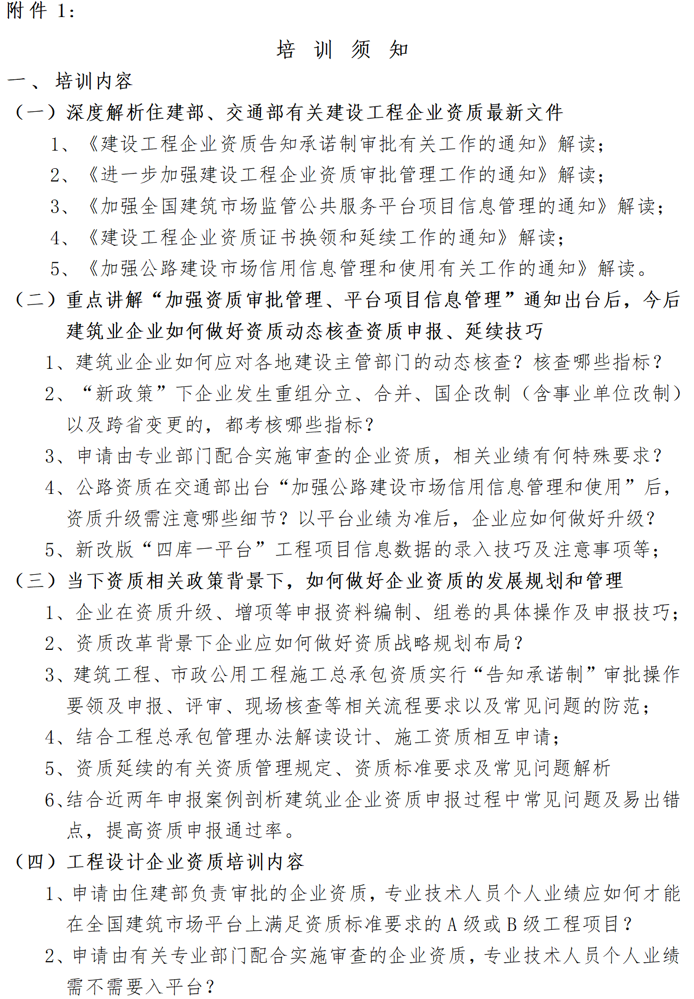 附件 1:
培 训 须 知
一、培训内容
（一）深度解析住建部、交通部有关建设工程企业资质最新文件
1、《建设工程企业资质告知承诺制审批有关工作的通知》解读；
2、《进一步加强建设工程企业资质审批管理工作的通知》解读；
3、《加强全国建筑市场监管公共服务平台项目信息管理的通知》解读；
4、《建设工程企业资质证书换领和延续工作的通知》解读；
5、《加强公路建设市场信用信息管理和使用有关工作的通知》解读。
（二）重点讲解“加强资质审批管理、平台项目信息管理”通知出台后，今后
建筑业企业如何做好资质动态核查资质申报、延续技巧
1、建筑业企业如何应对各地建设主管部门的动态核查？核查哪些指标？
2、“新政策”下企业发生重组分立、合并、国企改制（含事业单位改制）
以及跨省变更的，都考核哪些指标？
3、申请由专业部门配合实施审查的企业资质，相关业绩有何特殊要求？
4、公路资质在交通部出台“加强公路建设市场信用信息管理和使用”后，
资质升级需注意哪些细节？以平台业绩为准后，企业应如何做好升级？
5、新改版“四库一平台”工程项目信息数据的录入技巧及注意事项等；
（三）当下资质相关政策背景下，如何做好企业资质的发展规划和管理
1、企业在资质升级、增项等申报资料编制、组卷的具体操作及申报技巧；
2、资质改革背景下企业应如何做好资质战略规划布局？
3、建筑工程、市政公用工程施工总承包资质实行“告知承诺制”审批操作
要领及申报、评审、现场核查等相关流程要求以及常见问题的防范；
4、结合工程总承包管理办法解读设计、施工资质相互申请；
5、资质延续的有关资质管理规定、资质标准要求及常见问题解析
6、结合近两年申报案例剖析建筑业企业资质申报过程中常见问题及易出错
点，提高资质申报通过率。
（四）工程设计企业资质培训内容
1、申请由住建部负责审批的企业资质，专业技术人员个人业绩应如何才能
在全国建筑市场平台上满足资质标准要求的 A 级或 B 级工程项目？
2、申请由有关专业部门配合实施审查的企业资质，专业技术人员个人业绩
需不需要入平台？